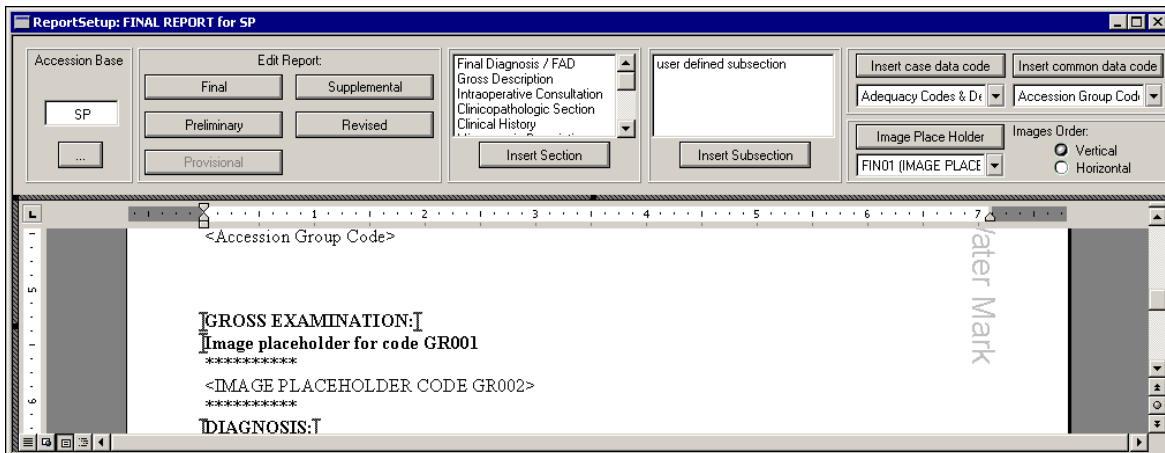 ReportSetup: FINAL REPORT for SP
Accession Base
SP
...
Edit Report:
Final
Supplemental
Preliminary
Revised
Provisional
Final Diagnosis / FAD
Gross Description
Intraoperative Consultation
Clinicopathologic Section
Clinical History
Insert Section
user defined subsection
Insert Subsection
Insert case data code
Insert common data code
Adequacy Codes & De
Accession Group Cod
Image Place Holder
FIN01 (IMAGE PLACE
Images Order:
Vertical
Horizontal
L
1 2 3 4 5 6 7
5
6
<Accession Group Code>
GROSS EXAMINATION:
Image placeholder for code GR001
**********
<IMAGE PLACEHOLDER CODE GR002>
**********
DIAGNOSIS:
Water Mark